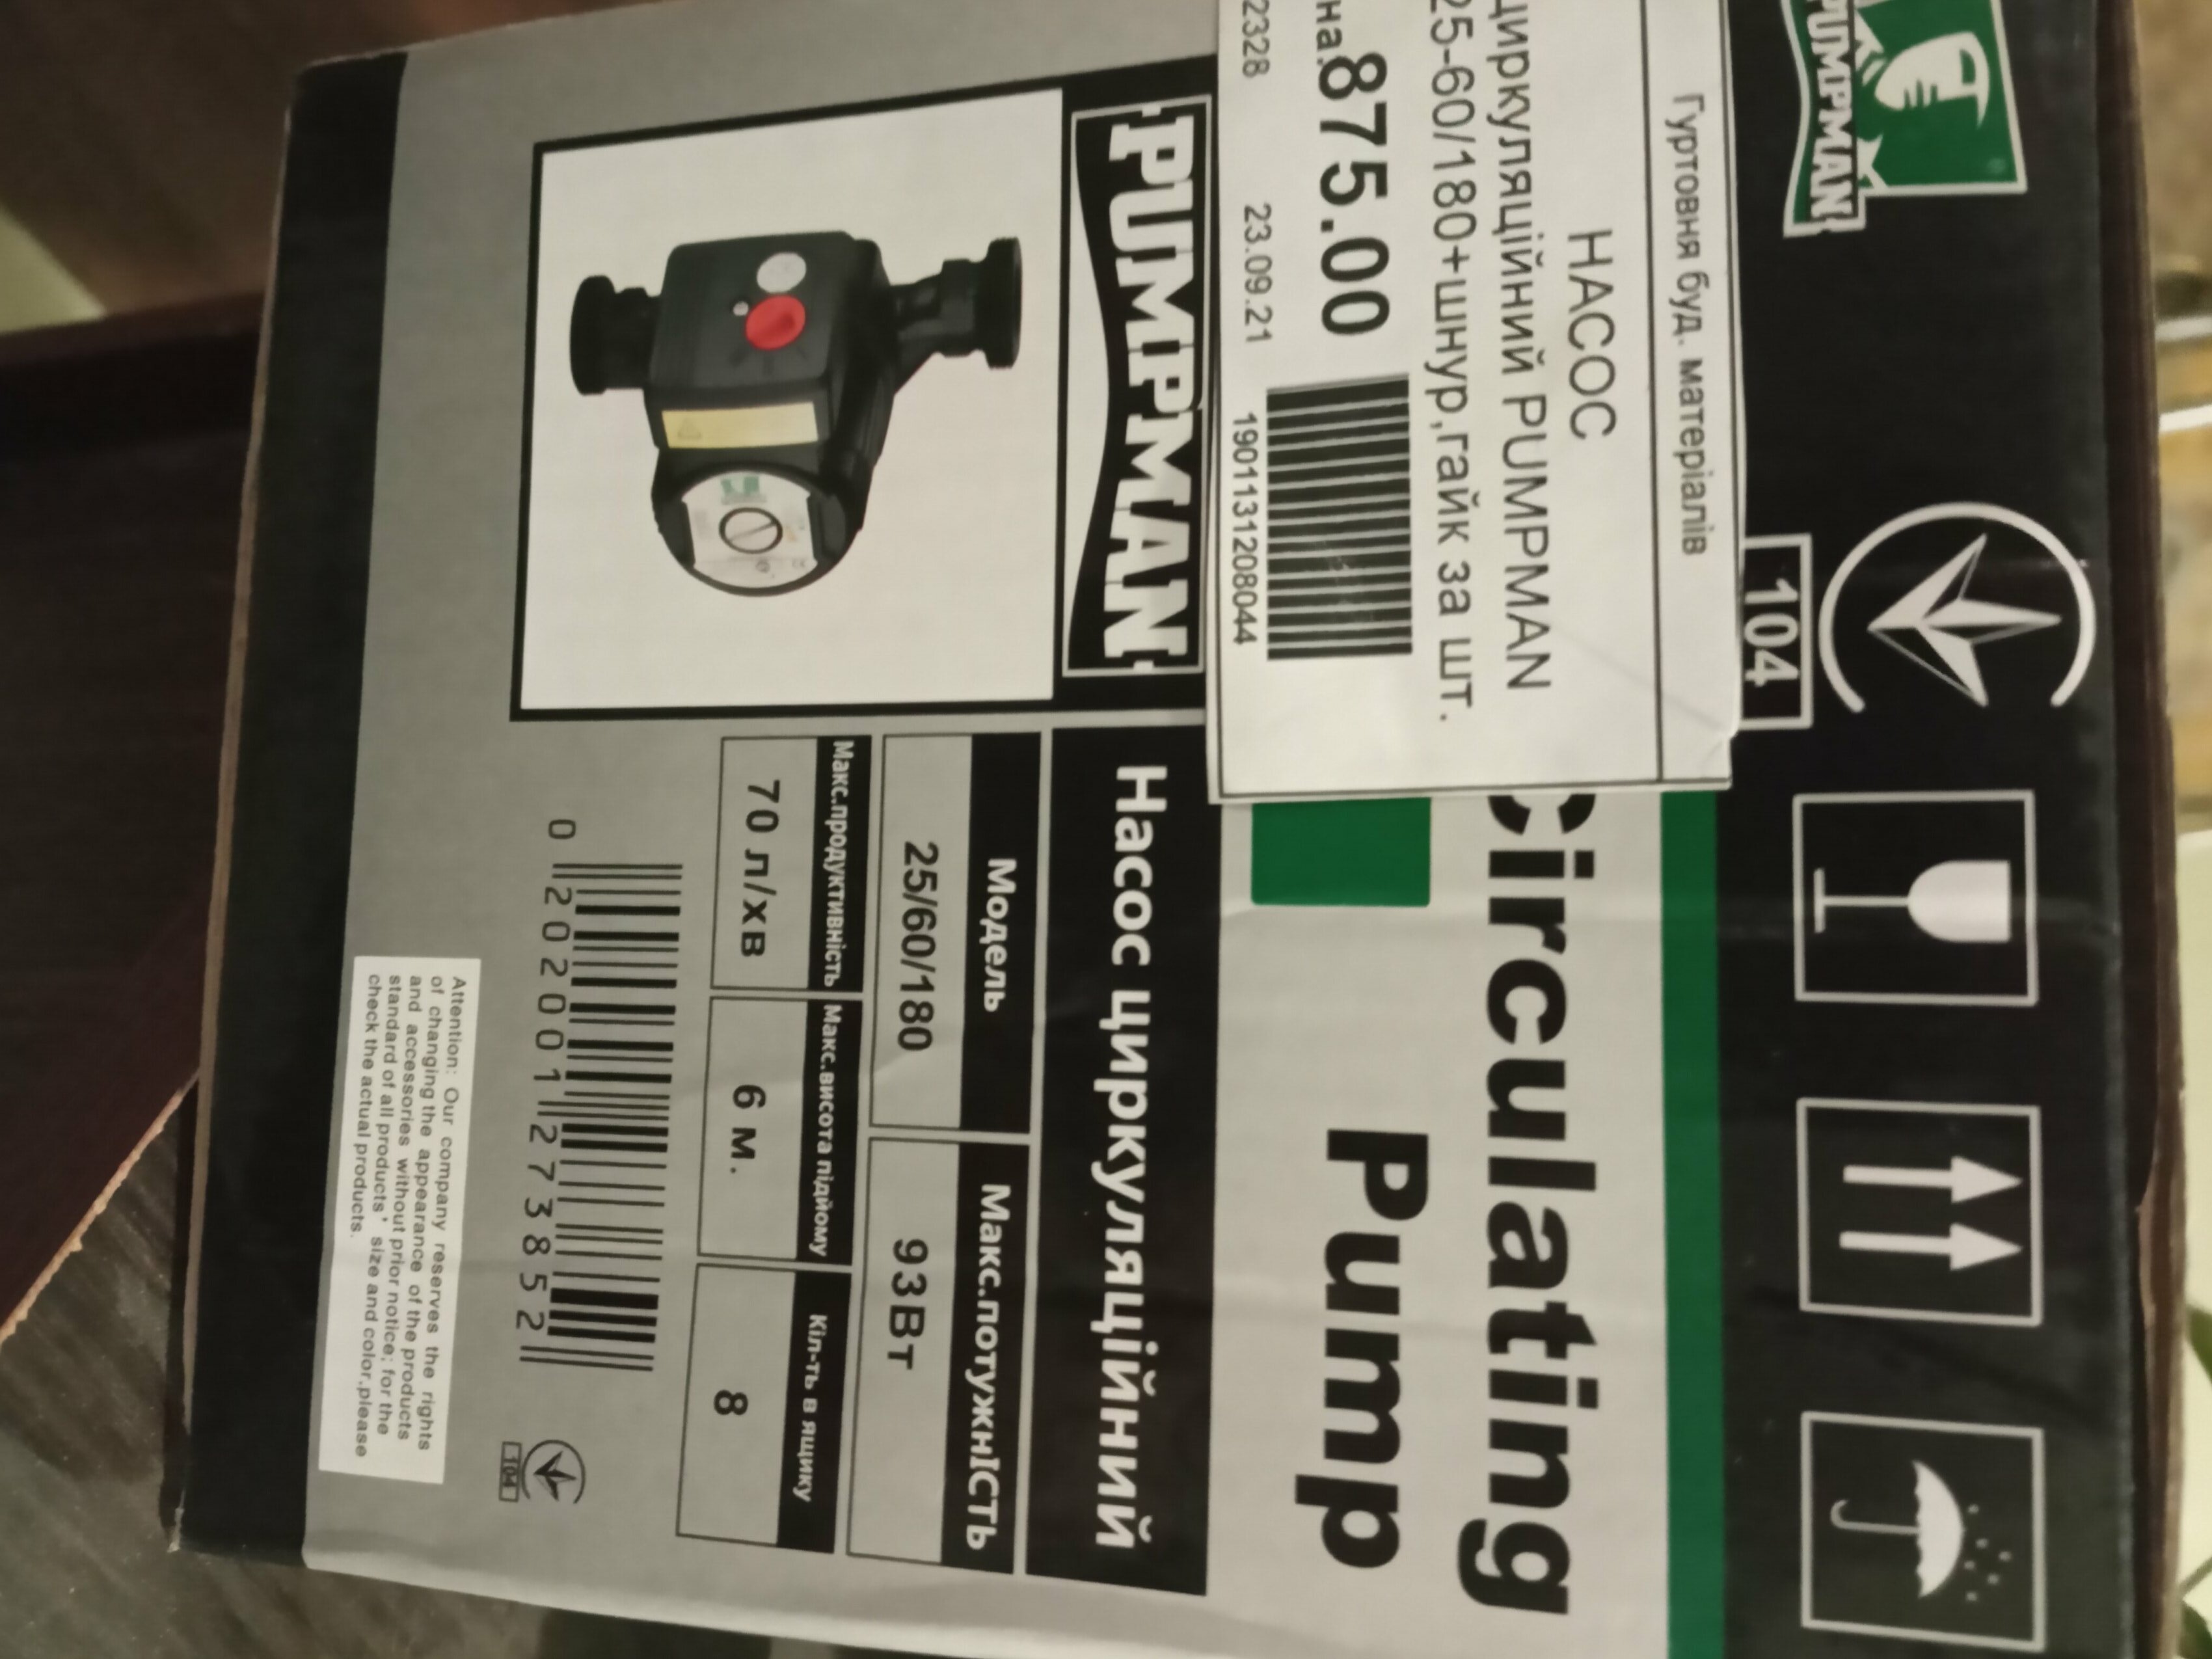 PUMPMAN
104
Гуртовня буд. матеріалів
НАСОС
циркуляційний PUMPMAN
25-60/180+шнур,гайк за шт.
на 875.00
22328 23.09.21 1901131208044
Circulating
Pump
PUMPMAN
Насос циркуляційний
Модель
Макс.потужнІСТЬ
25/60/180
93Вт
Макс.продуктивність
Макс.висота підйому
Кіл-ть в ящику
70 л/хв
6 м.
8
0 202001 273852
104
Attention: Our company reserves the rights
of changing the appearance of the products
and accessories without prior notice; for the
standard of all products' size and color,please
check the actual products.